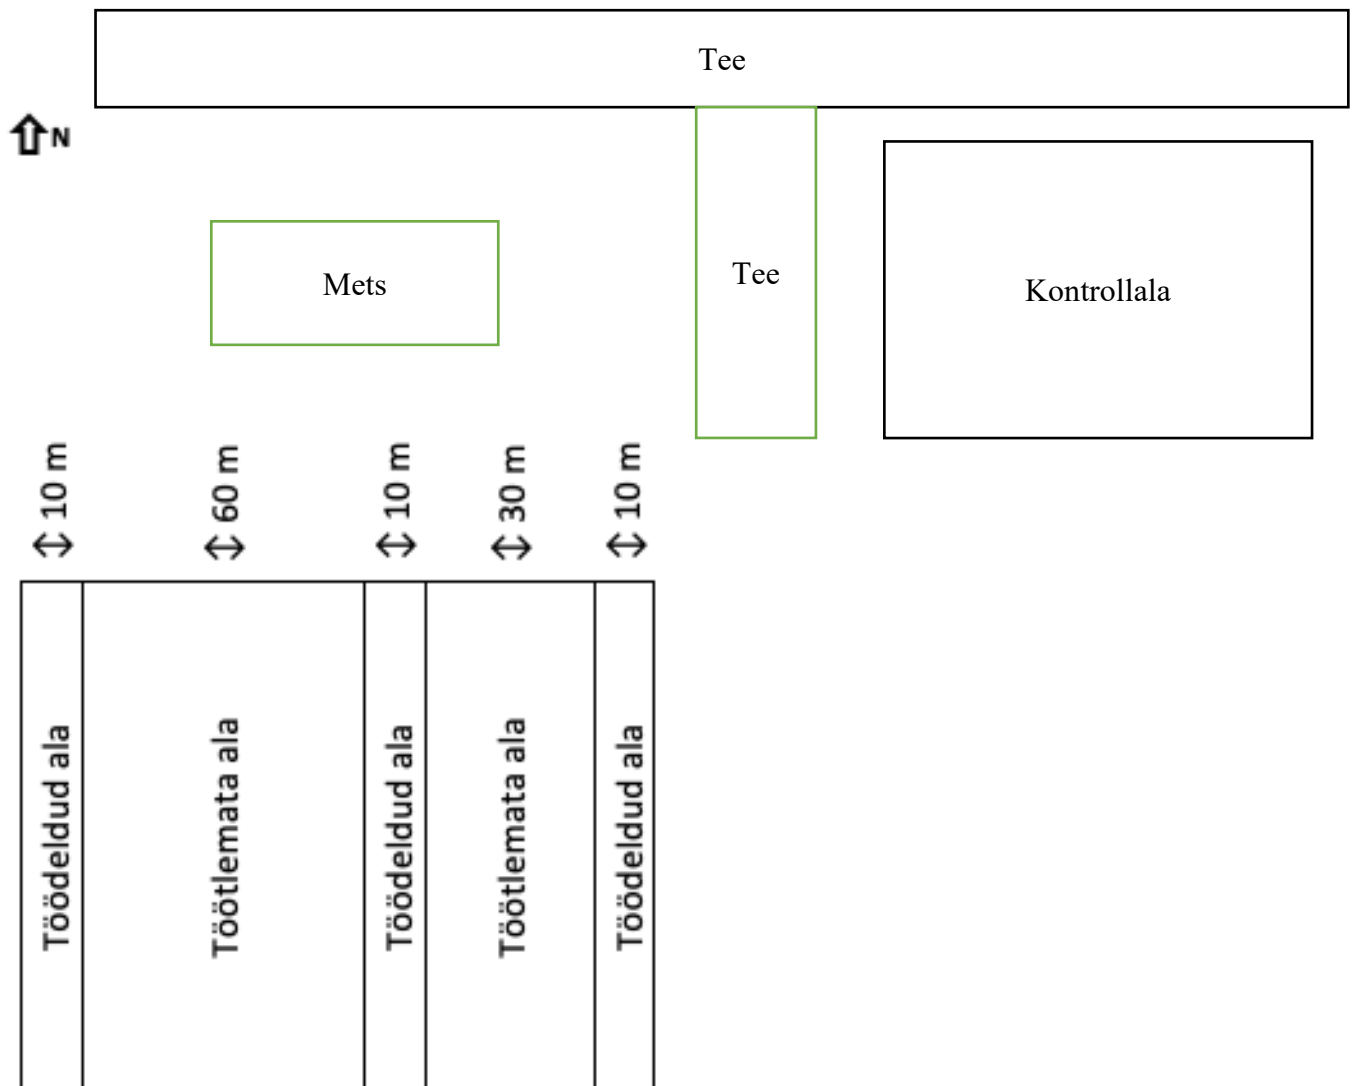 Tee
N
Mets
Tee
Kontrollala
10 m
60 m
10 m
30 m
10 m
Töödeldud ala
Töötlemata ala
Töödeldud ala
Töötlemata ala
Töödeldud ala